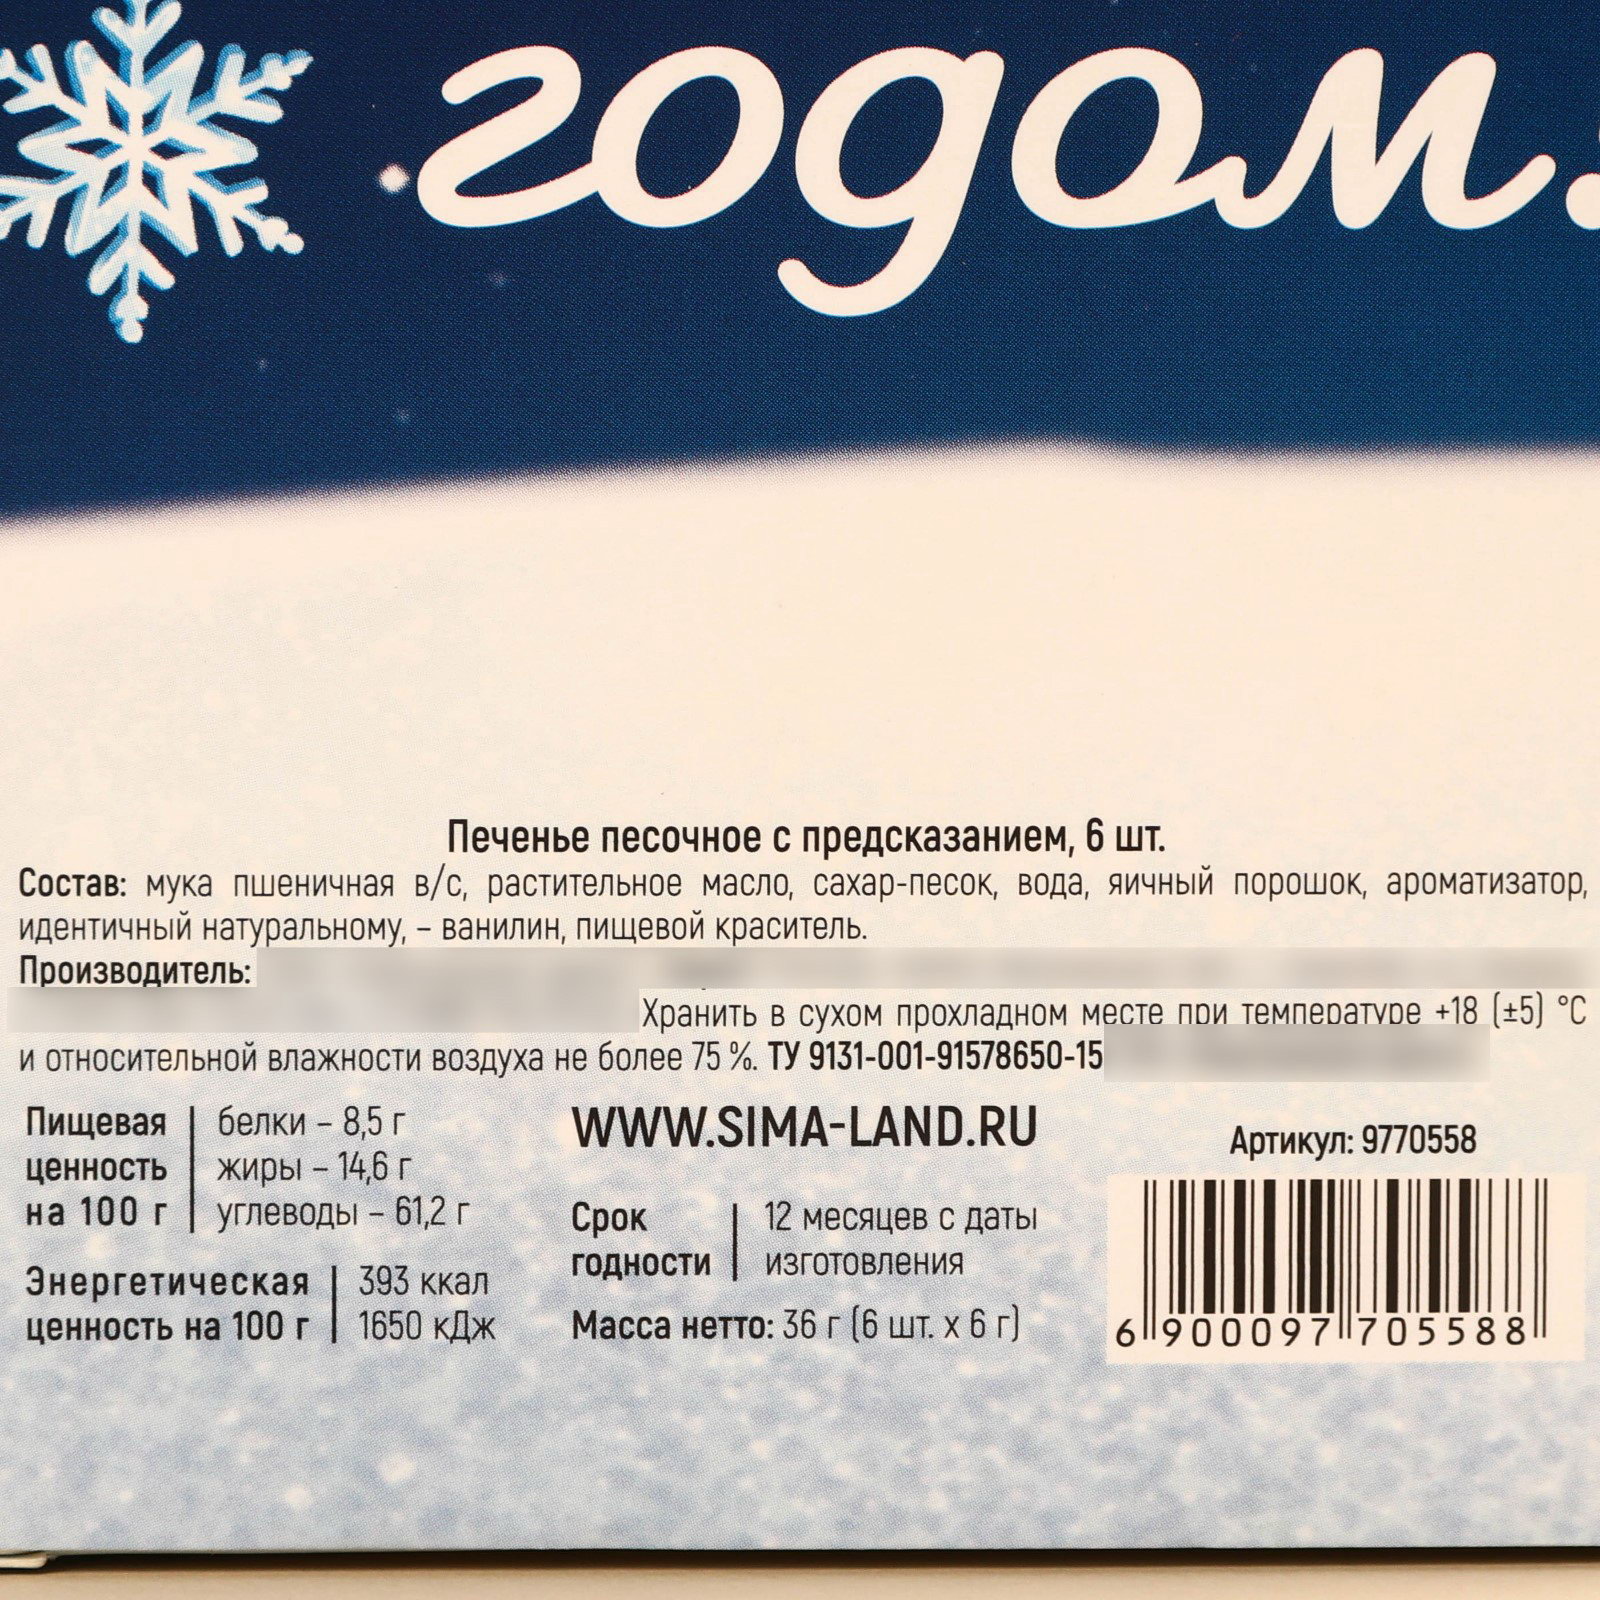 годом!
Печенье песочное с предсказанием, 6 шт.
Состав: мука пшеничная в/с, растительное масло, сахар-песок, вода, яичный порошок, ароматизатор,
идентичный натуральному, – ванилин, пищевой краситель.
Производитель:
Хранить в сухом прохладном месте при температуре +18 (±5) °С
и относительной влажности воздуха не более 75 %. ТУ 9131-001-91578650-15
Пищевая
ценность
на 100 г
белки – 8,5 г
жиры – 14,6 г
углеводы – 61,2 г
Энергетическая
ценность на 100 г
393 ккал
1650 кДж
WWW.SIMA-LAND.RU
Срок
годности
12 месяцев с даты
изготовления
Масса нетто: 36 г (6 шт. х 6 г)
Артикул: 9770558
6 900097 705588